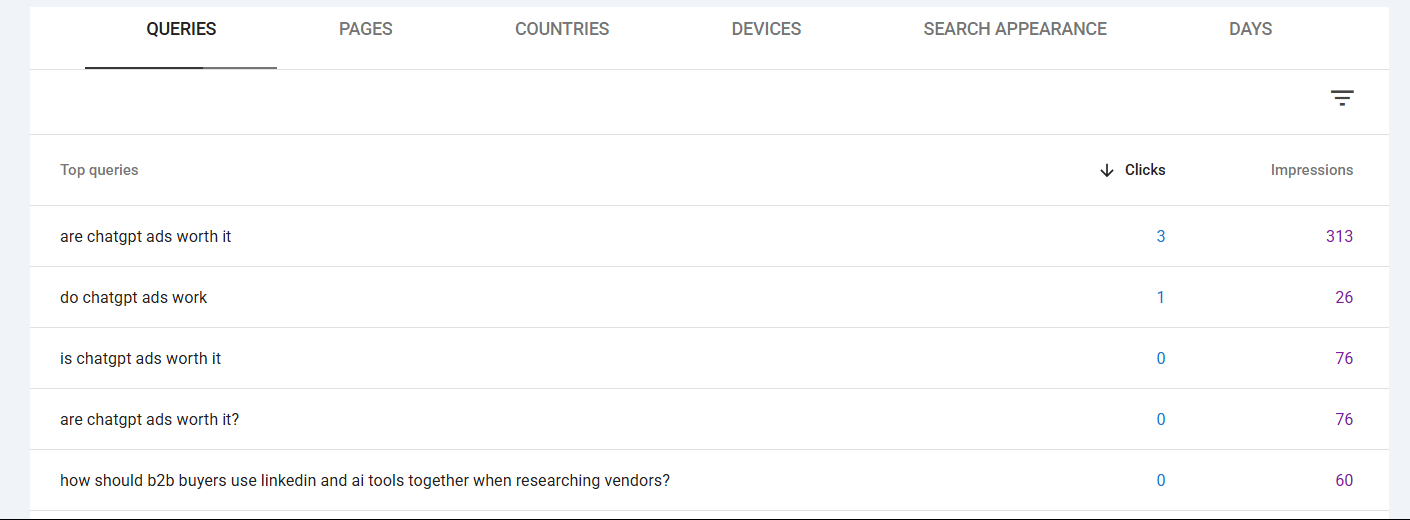 QUERIES PAGES COUNTRIES DEVICES SEARCH APPEARANCE DAYS
Top queries Clicks Impressions
are chatgpt ads worth it 3 313
do chatgpt ads work 1 26
is chatgpt ads worth it 0 76
are chatgpt ads worth it? 0 76
how should b2b buyers use linkedin and ai tools together when researching vendors? 0 60